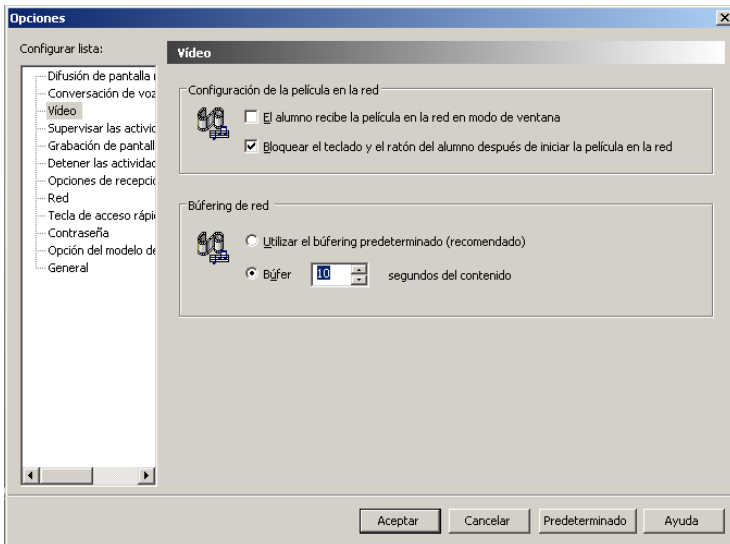 Opciones
Configurar lista:
Difusión de pantalla
Conversación de voz
Vídeo
Supervisar las activic
Grabación de pantall
Detener las actividac
Opciones de recepcic
Red
Tecla de acceso rápi
Contraseña
Opción del modelo de
General
Vídeo
Configuración de la película en la red
El alumno recibe la película en la red en modo de ventana
Bloquear el teclado y el ratón del alumno después de iniciar la película en la red
Búfering de red
Utilizar el búfering predeterminado (recomendado)
Búfer 10 segundos del contenido
Aceptar Cancelar Predeterminado Ayuda